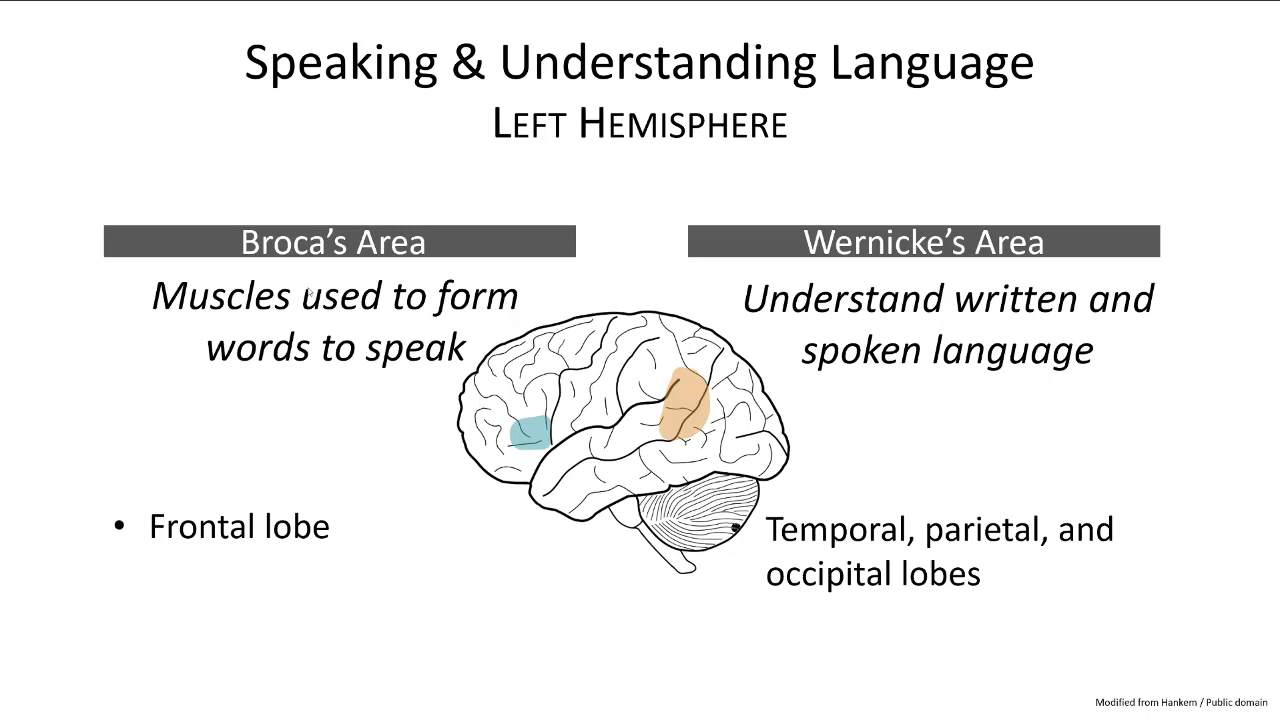 Speaking & Understanding Language
LEFT HEMISPHERE
Broca's Area
Muscles used to form
words to speak
• Frontal lobe
Wernicke's Area
Understand written and
spoken language
• Temporal, parietal, and
occipital lobes
Modified from Hankem / Public domain